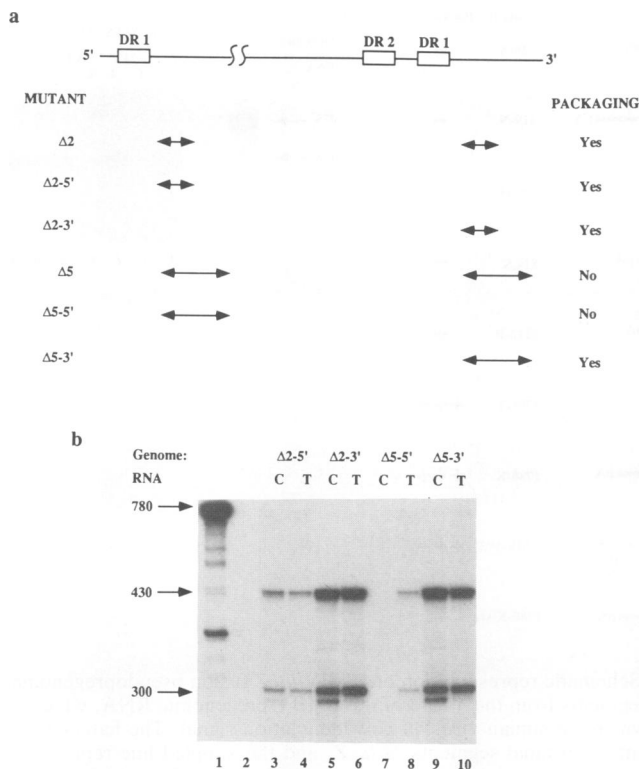 a
5' DR 1 DR 2 DR 1 3'
MUTANT PACKAGING
Δ2 Yes
Δ2-5' Yes
Δ2-3' Yes
Δ5 No
Δ5-5' No
Δ5-3' Yes
b
Genome: Δ2-5' Δ2-3' Δ5-5' Δ5-3'
RNA C T C T C T C T
780
430
300
1 2 3 4 5 6 7 8 9 10